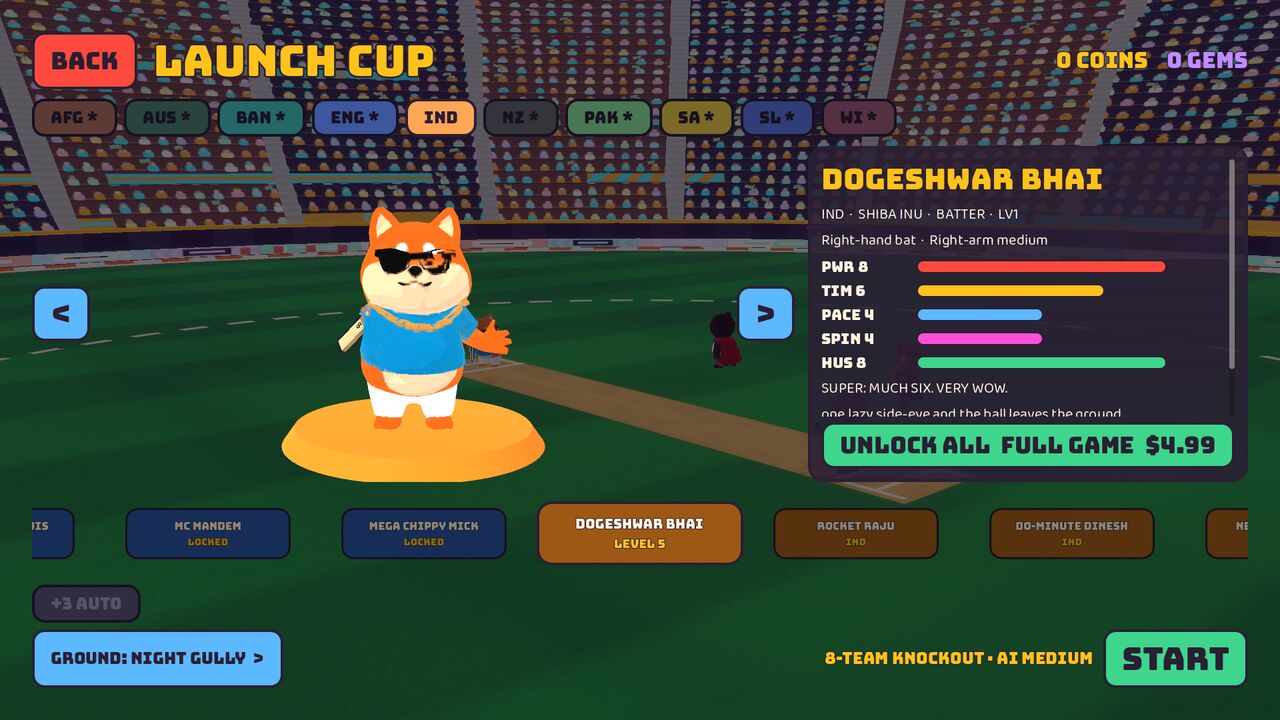 BACK
LAUNCH CUP
0 COINS
0 GEMS
AFG *
AUS *
BAN *
ENG *
IND
NZ *
PAK *
SA *
SL *
WI *
DOGESHWAR BHAI
IND · SHIBA INU · BATTER · LV1
Right-hand bat · Right-arm medium
PWR 8
TIM 6
PACE 4
SPIN 4
HUS 8
SUPER: MUCH SIX. VERY WOW.
one lazy side-eye and the ball leaves the ground
UNLOCK ALL FULL GAME $4.99
<
>
MC MANDEM
LOCKED
MEGA CHIPPY MICK
LOCKED
DOGESHWAR BHAI
LEVEL 5
ROCKET RAJU
IND
DO-MINUTE DINESH
IND
NE
+3 AUTO
GROUND: NIGHT GULLY >
8-TEAM KNOCKOUT · AI MEDIUM
START